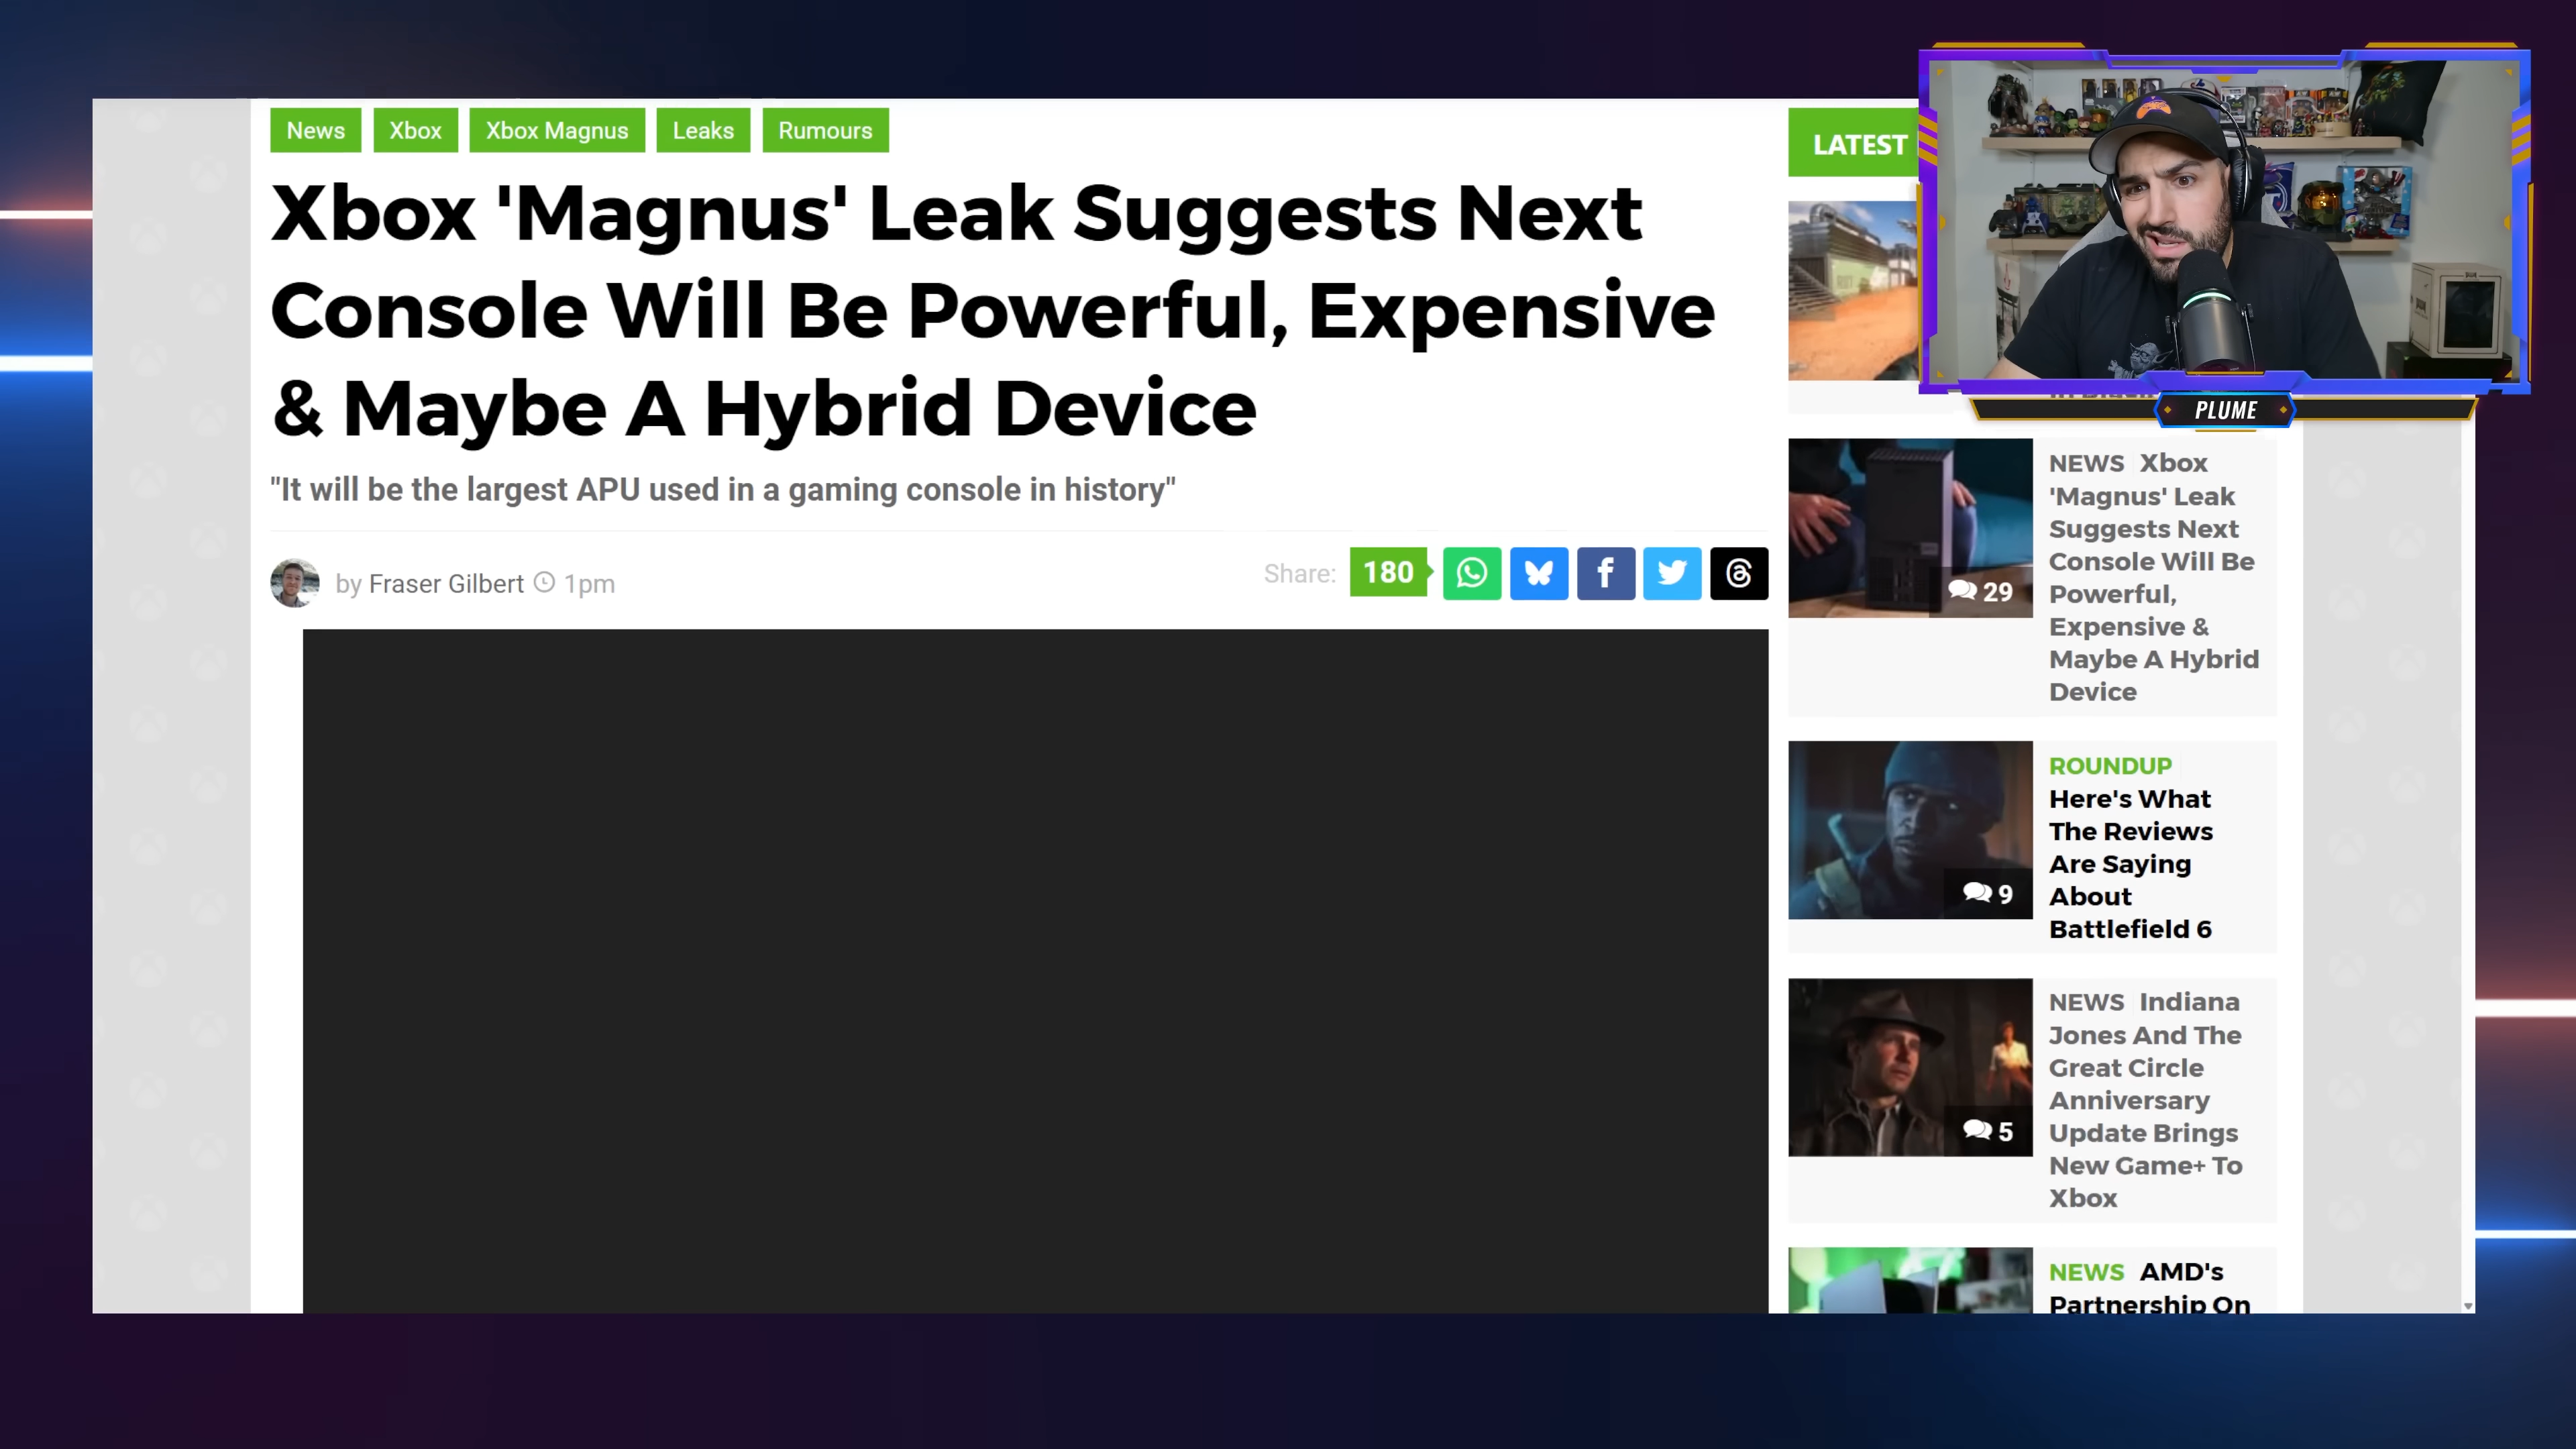 News
Xbox
Xbox Magnus
Leaks
Rumours
Xbox 'Magnus' Leak Suggests Next
Console Will Be Powerful, Expensive
& Maybe A Hybrid Device
"It will be the largest APU used in a gaming console in history"
by Fraser Gilbert 1pm
Share: 180
LATEST
PLUME
29
NEWS Xbox
'Magnus' Leak
Suggests Next
Console Will Be
Powerful,
Expensive &
Maybe A Hybrid
Device
9
ROUNDUP
Here's What
The Reviews
Are Saying
About
Battlefield 6
5
NEWS Indiana
Jones And The
Great Circle
Anniversary
Update Brings
New Game+ To
Xbox
NEWS AMD's
Partnership On